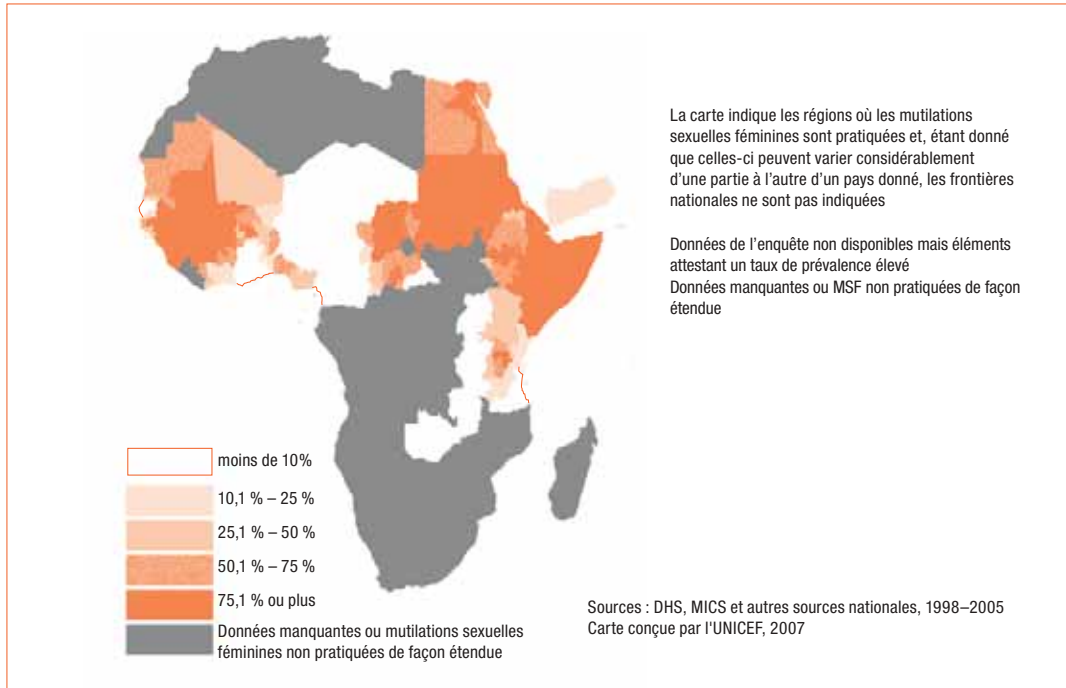 La carte indique les régions où les mutilations
sexuelles féminines sont pratiquées et, étant donné
que celles-ci peuvent varier considérablement
d'une partie à l'autre d'un pays donné, les frontières
nationales ne sont pas indiquées
Données de l'enquête non disponibles mais éléments
attestant un taux de prévalence élevé
Données manquantes ou MSF non pratiquées de façon
étendue
moins de 10%
10,1 % – 25 %
25,1 % – 50 %
50,1 % – 75 %
75,1 % ou plus
Données manquantes ou mutilations sexuelles
féminines non pratiquées de façon étendue
Sources : DHS, MICS et autres sources nationales, 1998–2005
Carte conçue par l'UNICEF, 2007